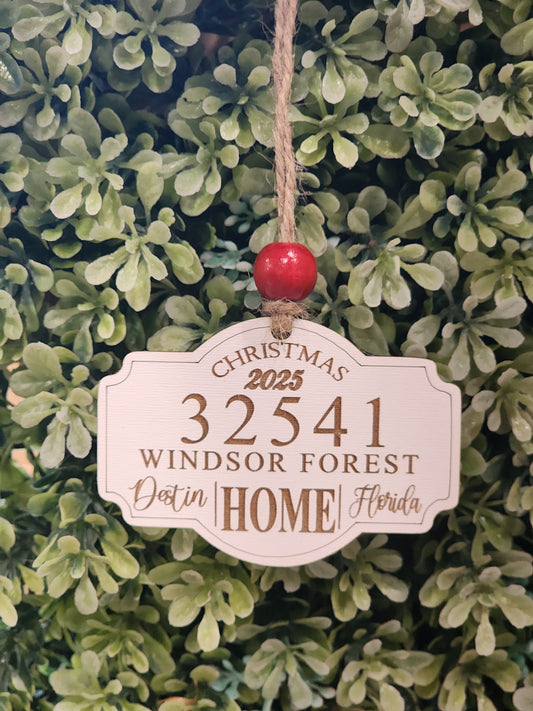 CHRISTMAS
2025
32541
WINDSOR FOREST
Destin HOME Florida